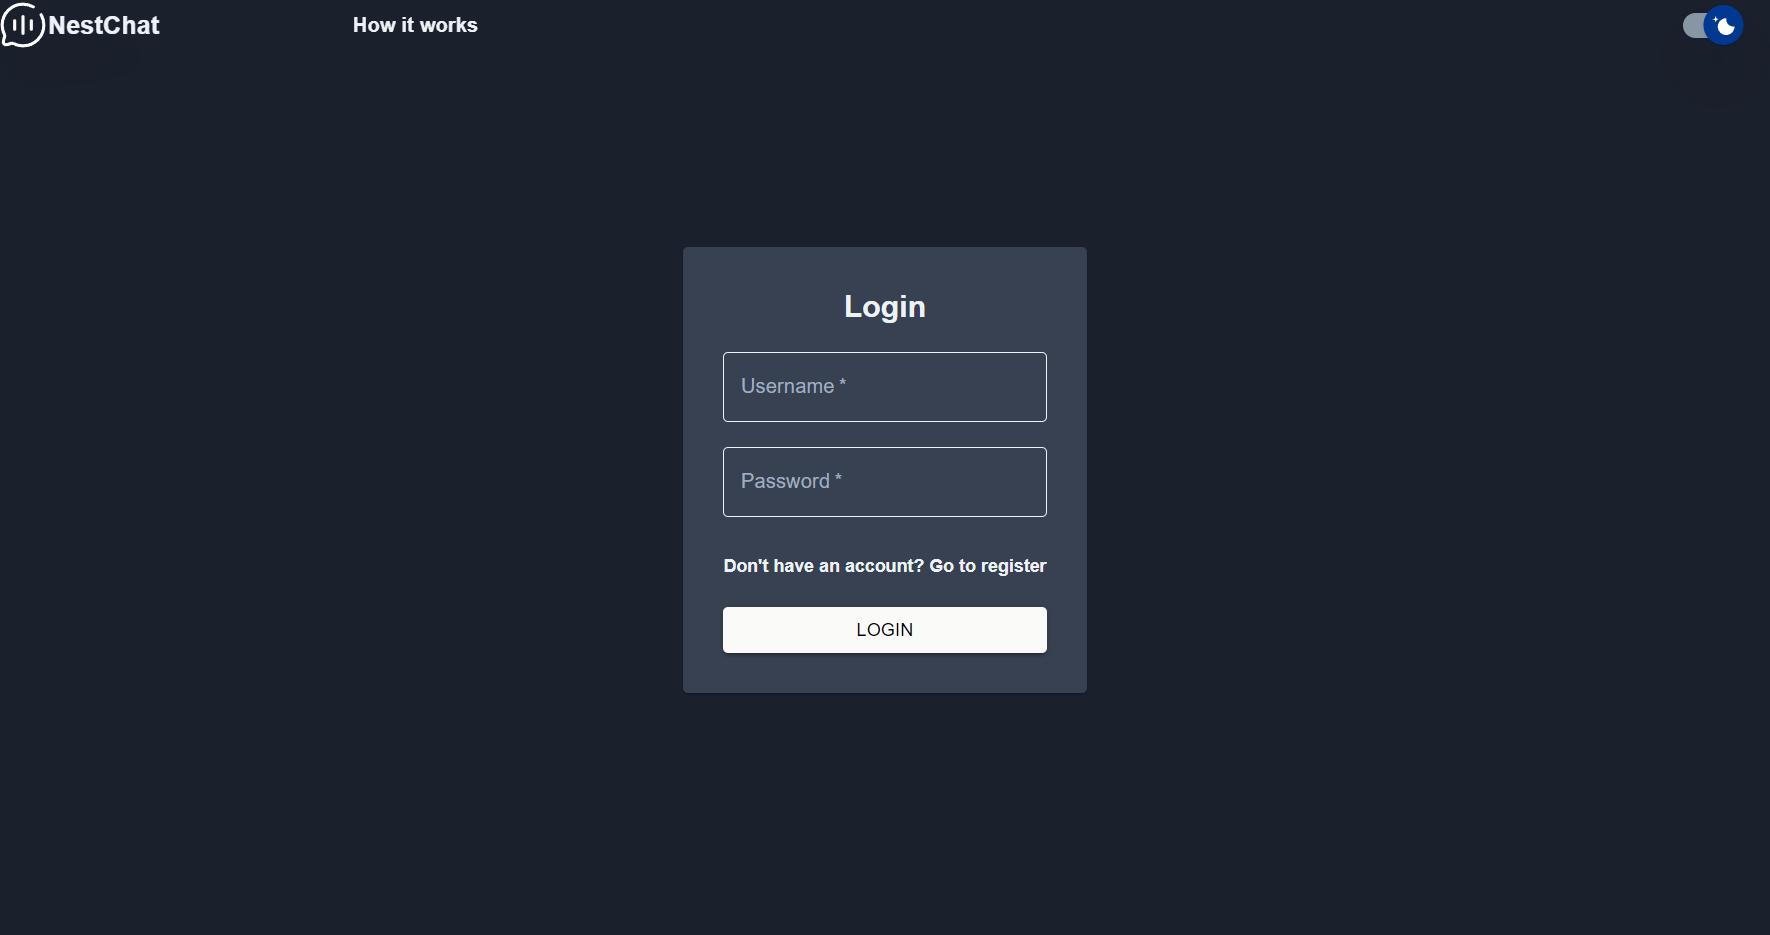 NestChat
How it works
Login
Username *
Password *
Don't have an account? Go to register
LOGIN